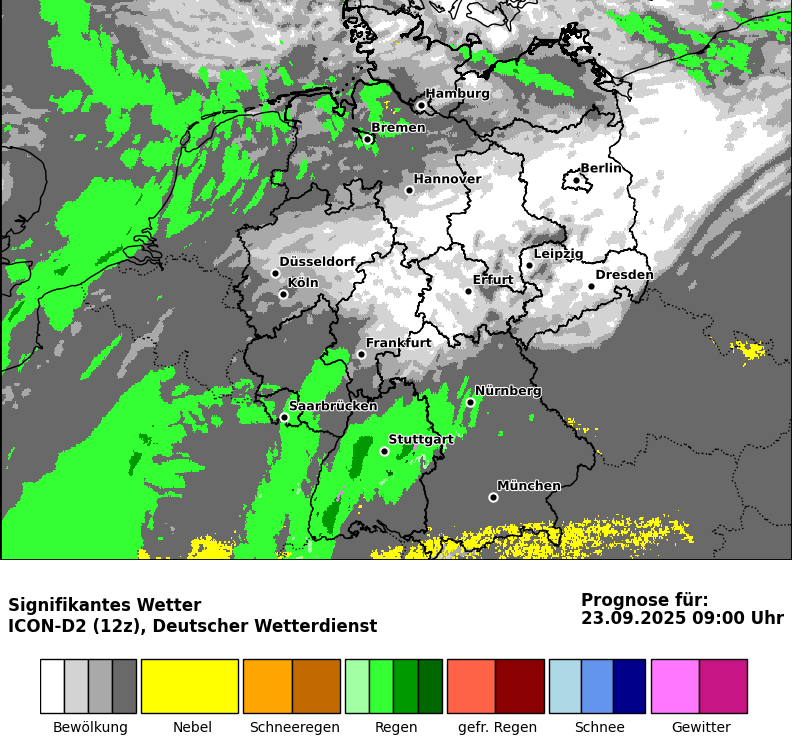 Hamburg
Bremen
Berlin
Hannover
Leipzig
Düsseldorf
Dresden
Köln
Erfurt
Frankfurt
Nürnberg
Saarbrücken
Stuttgart
München
Signifikantes Wetter
ICON-D2 (12z), Deutscher Wetterdienst
Prognose für:
23.09.2025 09:00 Uhr
Bewölkung Nebel Schneeregen Regen gefr. Regen Schnee Gewitter